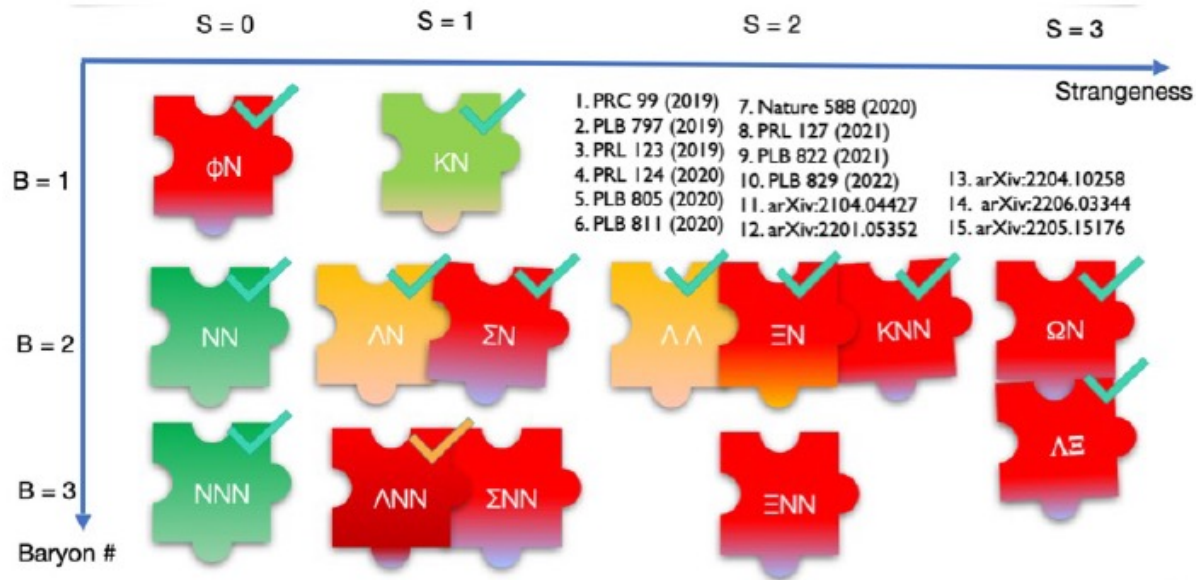 S = 0
S = 1
S = 2
S = 3
Strangeness
B = 1
ϕN
KN
1. PRC 99 (2019)
2. PLB 797 (2019)
3. PRL 123 (2019)
4. PRL 124 (2020)
5. PLB 805 (2020)
6. PLB 811 (2020)
7. Nature 588 (2020)
8. PRL 127 (2021)
9. PLB 822 (2021)
10. PLB 829 (2022)
11. arXiv:2104.04427
12. arXiv:2201.05352
13. arXiv:2204.10258
14. arXiv:2206.03344
15. arXiv:2205.15176
B = 2
NN
ΛN
ΣN
Λ Λ
ΞN
KNN
ΩN
ΛΞ
B = 3
NNN
ΛNN
ΣNN
ΞNN
Baryon #